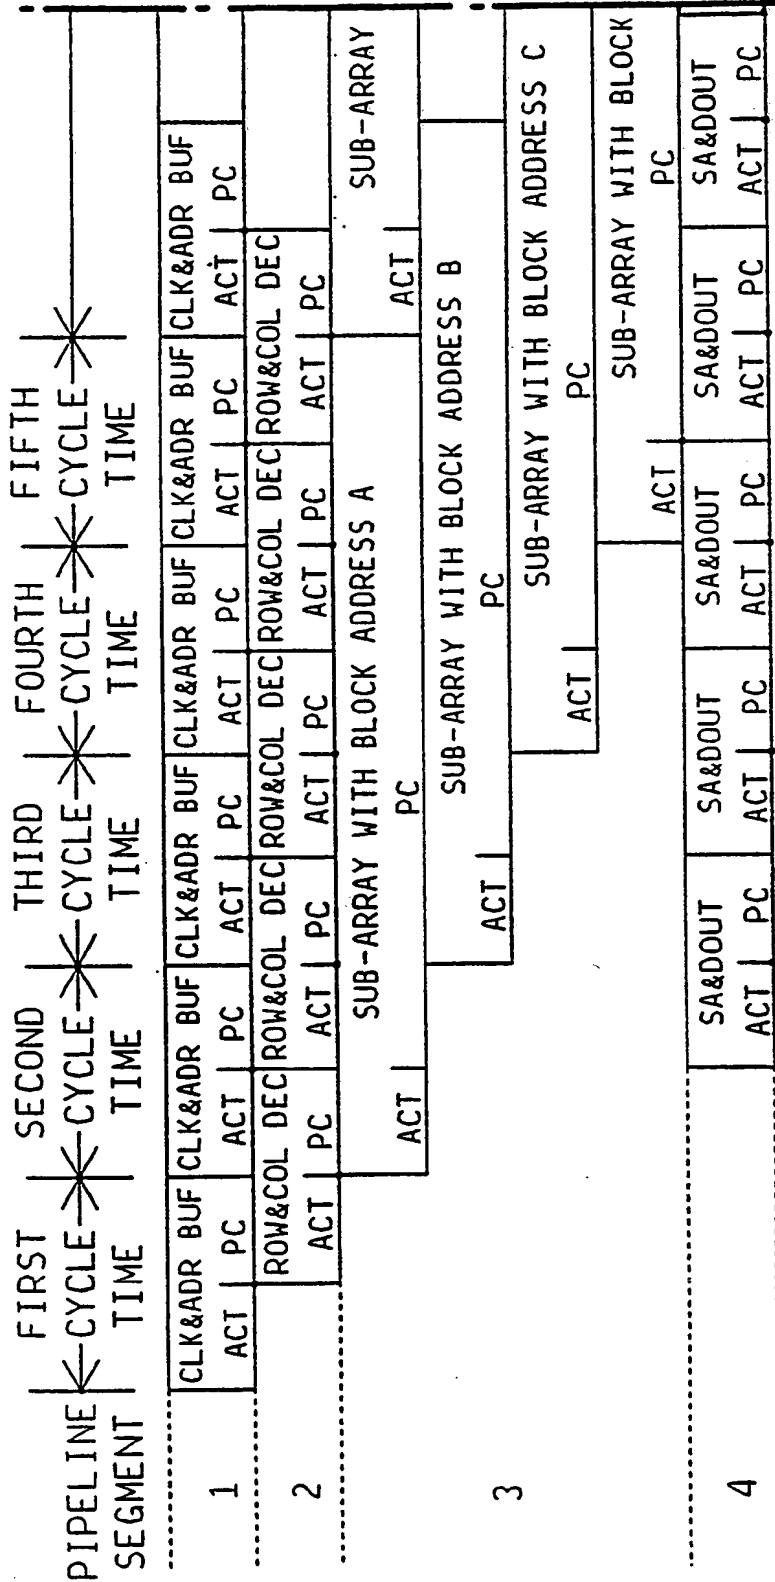 FIRST SECOND THIRD FOURTH FIFTH
PIPELINE CYCLE CYCLE CYCLE CYCLE CYCLE
SEGMENT TIME TIME TIME TIME TIME
CLK&ADR BUF CLK&ADR BUF CLK&ADR BUF CLK&ADR BUF CLK&ADR BUF CLK&ADR BUF
1 ACT PC ACT PC ACT PC ACT PC ACT PC ACT PC
ROW&COL DEC ROW&COL DEC ROW&COL DEC ROW&COL DEC ROW&COL DEC
2 ACT PC ACT PC ACT PC ACT PC ACT PC
SUB-ARRAY WITH BLOCK ADDRESS A SUB-ARRAY
ACT PC ACT
SUB-ARRAY WITH BLOCK ADDRESS B
3 ACT PC
SUB-ARRAY WITH BLOCK ADDRESS C
ACT PC
SUB-ARRAY WITH BLOCK
ACT PC
SA&DOUT SA&DOUT SA&DOUT SA&DOUT SA&DOUT
4 ACT PC ACT PC ACT PC ACT PC ACT PC